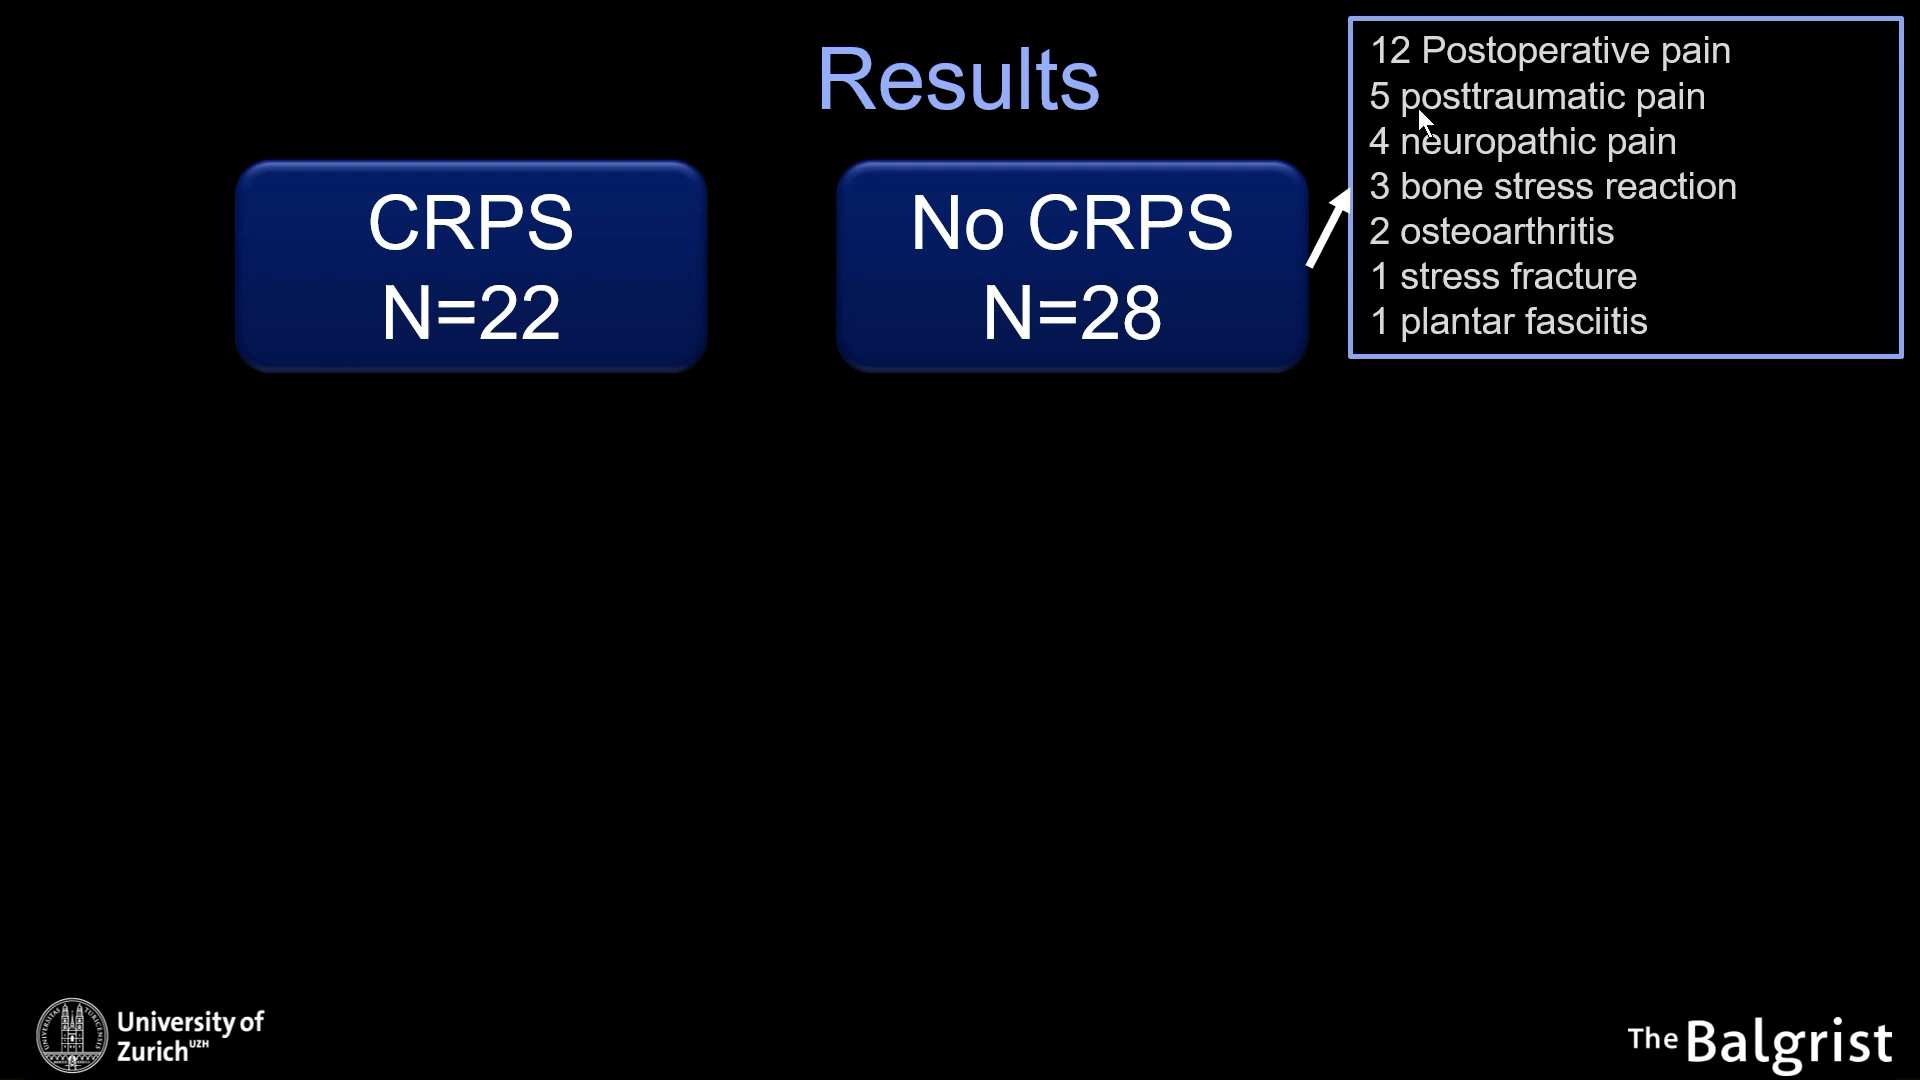 Results
CRPS
N=22
No CRPS
N=28
12 Postoperative pain
5 posttraumatic pain
4 neuropathic pain
3 bone stress reaction
2 osteoarthritis
1 stress fracture
1 plantar fasciitis
University of
Zurich UZH
The Balgrist